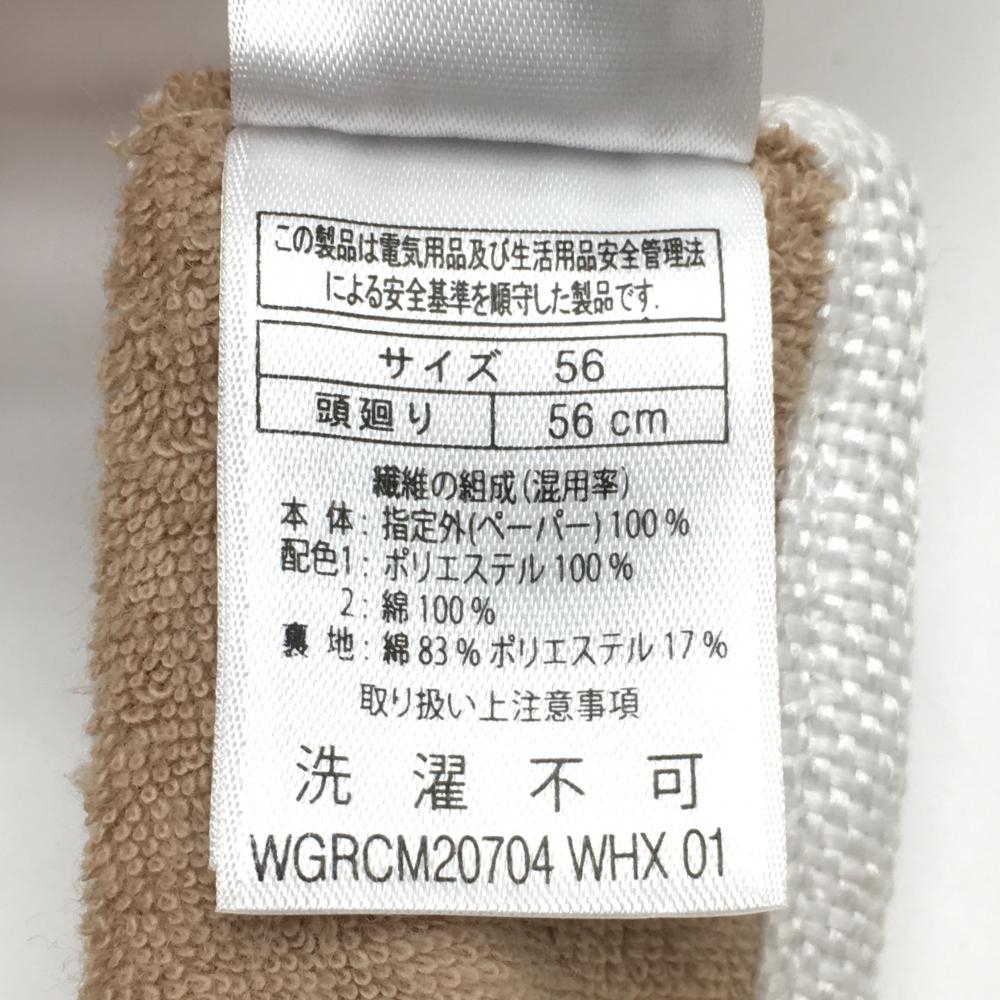 この製品は電気用品及び生活用品安全管理法
による安全基準を順守した製品です.
サイズ 56
頭廻り 56 cm
繊維の組成(混用率)
本 体: 指定外(ペーパー) 100 %
配色1: ポリエステル 100 %
2: 綿 100 %
裏 地: 綿 83 % ポリエステル 17 %
取り扱い上注意事項
洗 濯 不 可
WGRCM20704 WHX 01